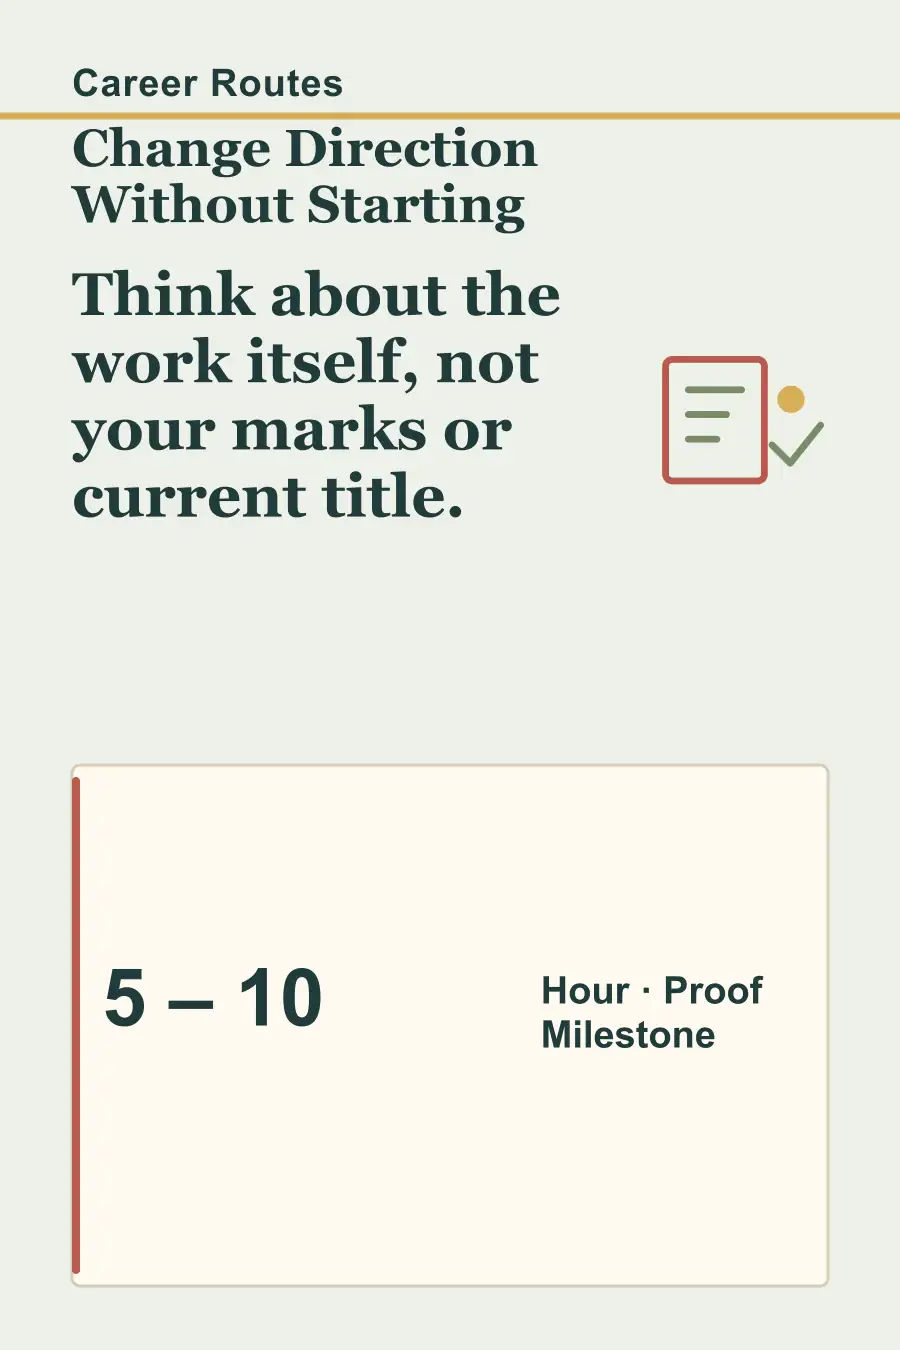 Career Routes
Change Direction
Without Starting
Think about the
work itself, not
your marks or
current title.
5 – 10
Hour · Proof
Milestone